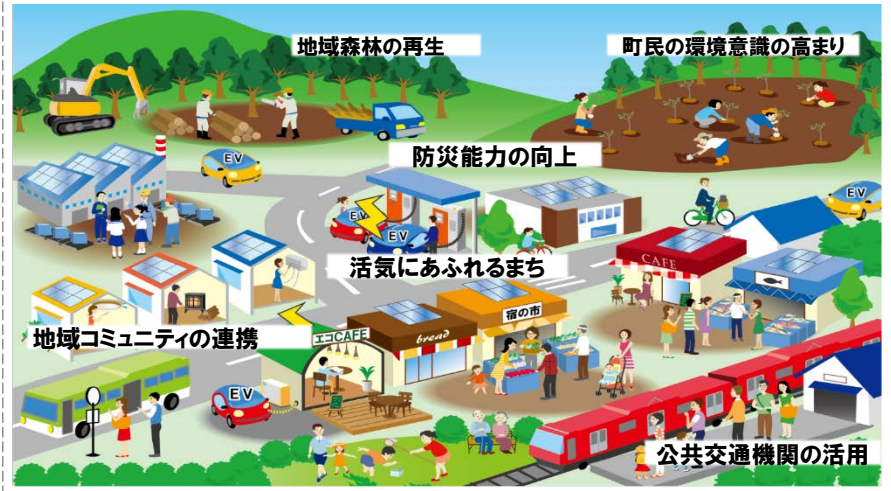 地域森林の再生
町民の環境意識の高まり
防災能力の向上
EV
EV
EV
EV
CAFE
活気にあふれるまち
宿の市
エコCAFE
bread
地域コミュニティの連携
EV
公共交通機関の活用